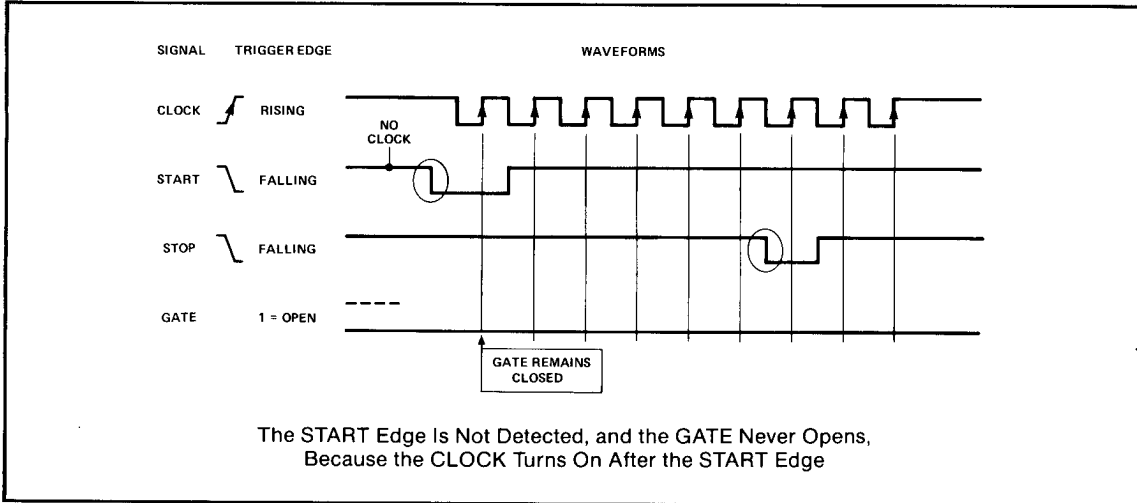 SIGNAL TRIGGER EDGE WAVEFORMS
CLOCK RISING
NO
CLOCK
START FALLING
STOP FALLING
GATE 1 = OPEN
GATE REMAINS
CLOSED
The START Edge Is Not Detected, and the GATE Never Opens,
Because the CLOCK Turns On After the START Edge